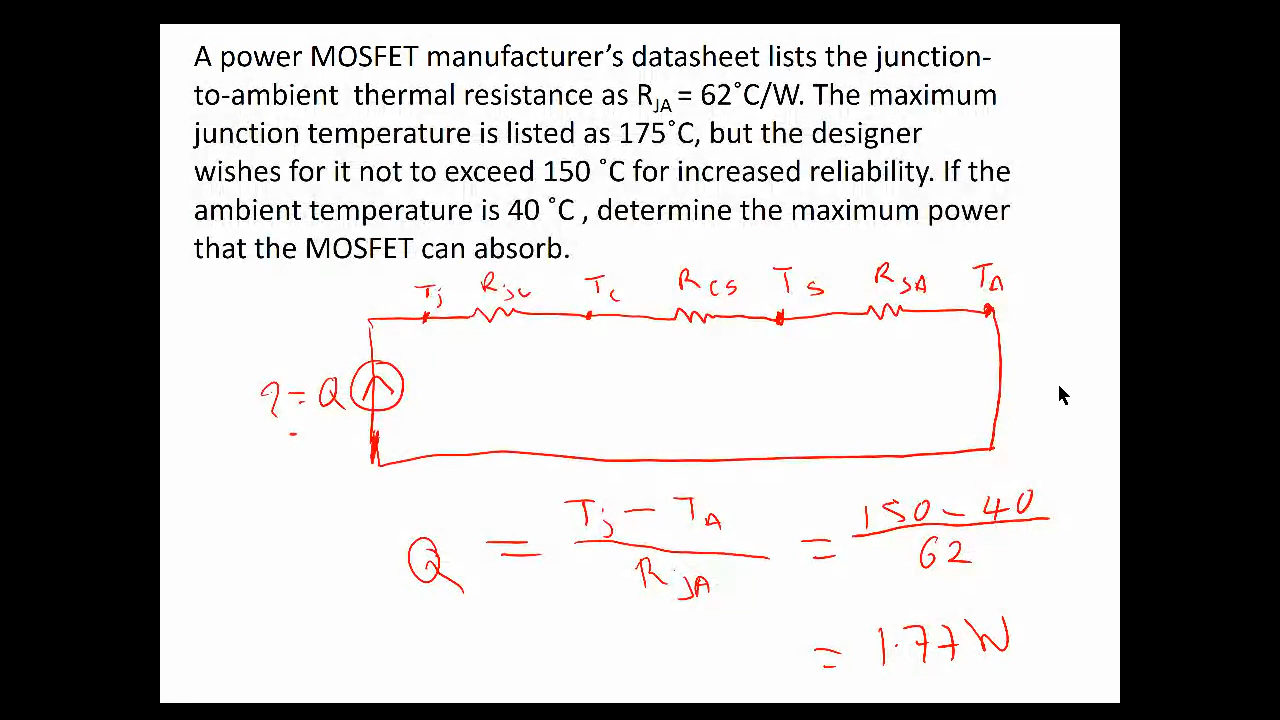 A power MOSFET manufacturer's datasheet lists the junction-
to-ambient thermal resistance as RJA = 62˚C/W. The maximum
junction temperature is listed as 175˚C, but the designer
wishes for it not to exceed 150 ˚C for increased reliability. If the
ambient temperature is 40 ˚C , determine the maximum power
that the MOSFET can absorb.
Tj Rjc Tc Rcs Ts RSA TA
? = Q
Q = Tj - TA / RJA = 150 - 40 / 62
= 1.77W